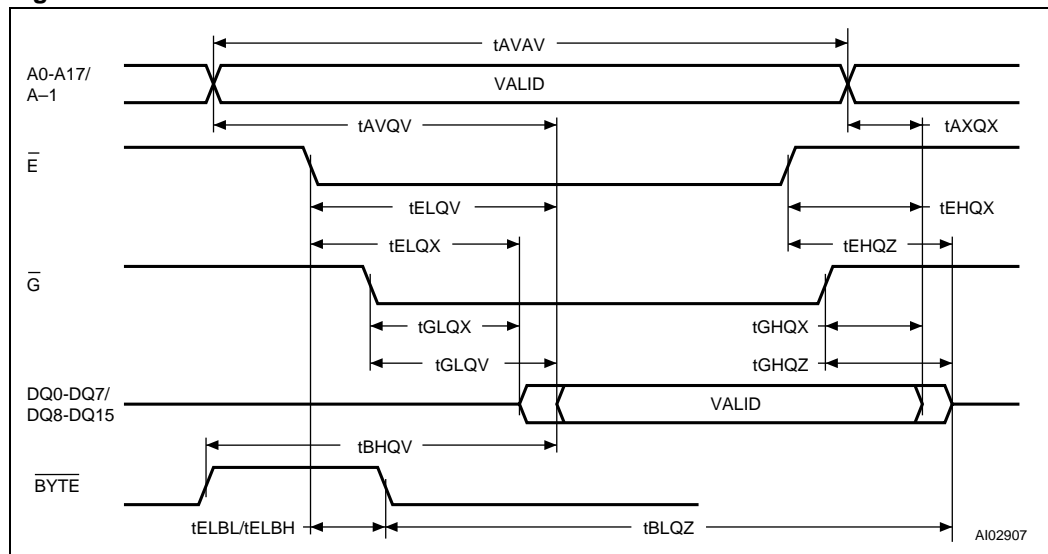 tAVAV
A0-A17/
A–1
VALID
tAVQV
tAXQX
E
tELQV
tEHQX
tELQX
tEHQZ
G
tGLQX
tGHQX
tGLQV
tGHQZ
DQ0-DQ7/
DQ8-DQ15
VALID
tBHQV
BYTE
tELBL/tELBH
tBLQZ
AI02907